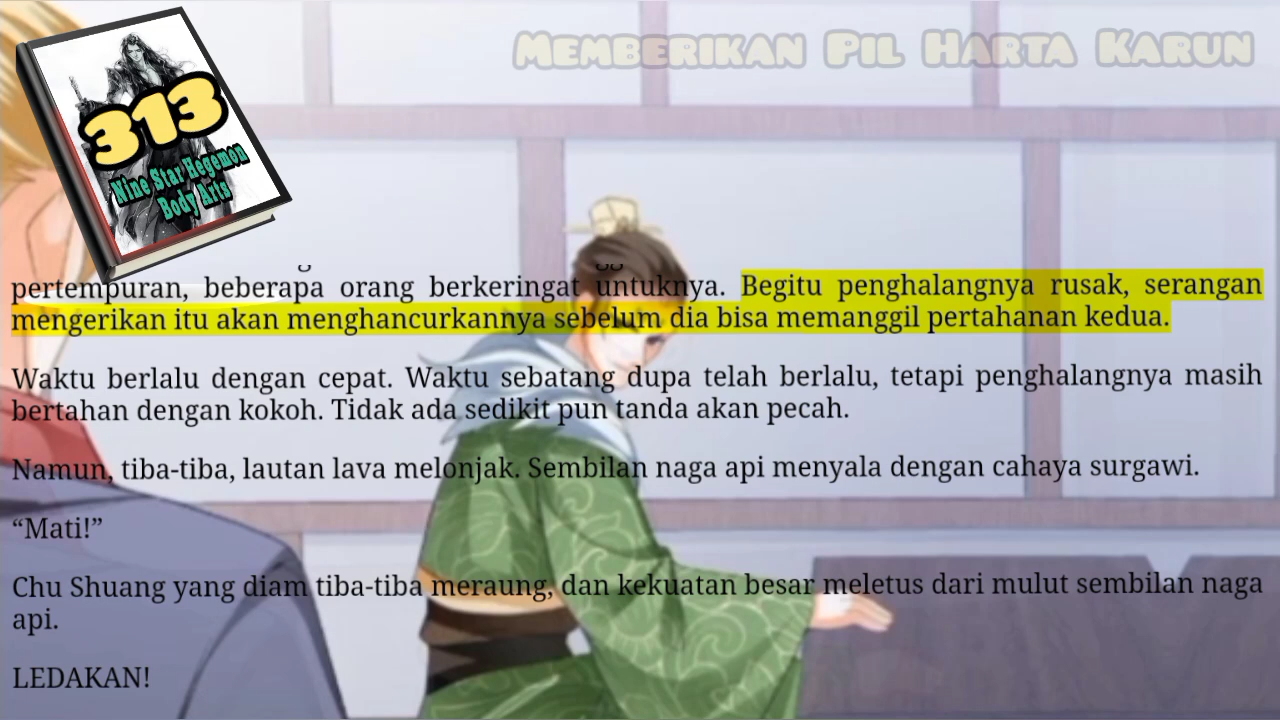 Memberikan Pil Harta Karun
313
Nine Star Hegemon
Body Arts
pertempuran, beberapa orang berkeringat untuknya. Begitu penghalangnya rusak, serangan
mengerikan itu akan menghancurkannya sebelum dia bisa memanggil pertahanan kedua.
Waktu berlalu dengan cepat. Waktu sebatang dupa telah berlalu, tetapi penghalangnya masih
bertahan dengan kokoh. Tidak ada sedikit pun tanda akan pecah.
Namun, tiba-tiba, lautan lava melonjak. Sembilan naga api menyala dengan cahaya surgawi.
“Mati!”
Chu Shuang yang diam tiba-tiba meraung, dan kekuatan besar meletus dari mulut sembilan naga
api.
LEDAKAN!